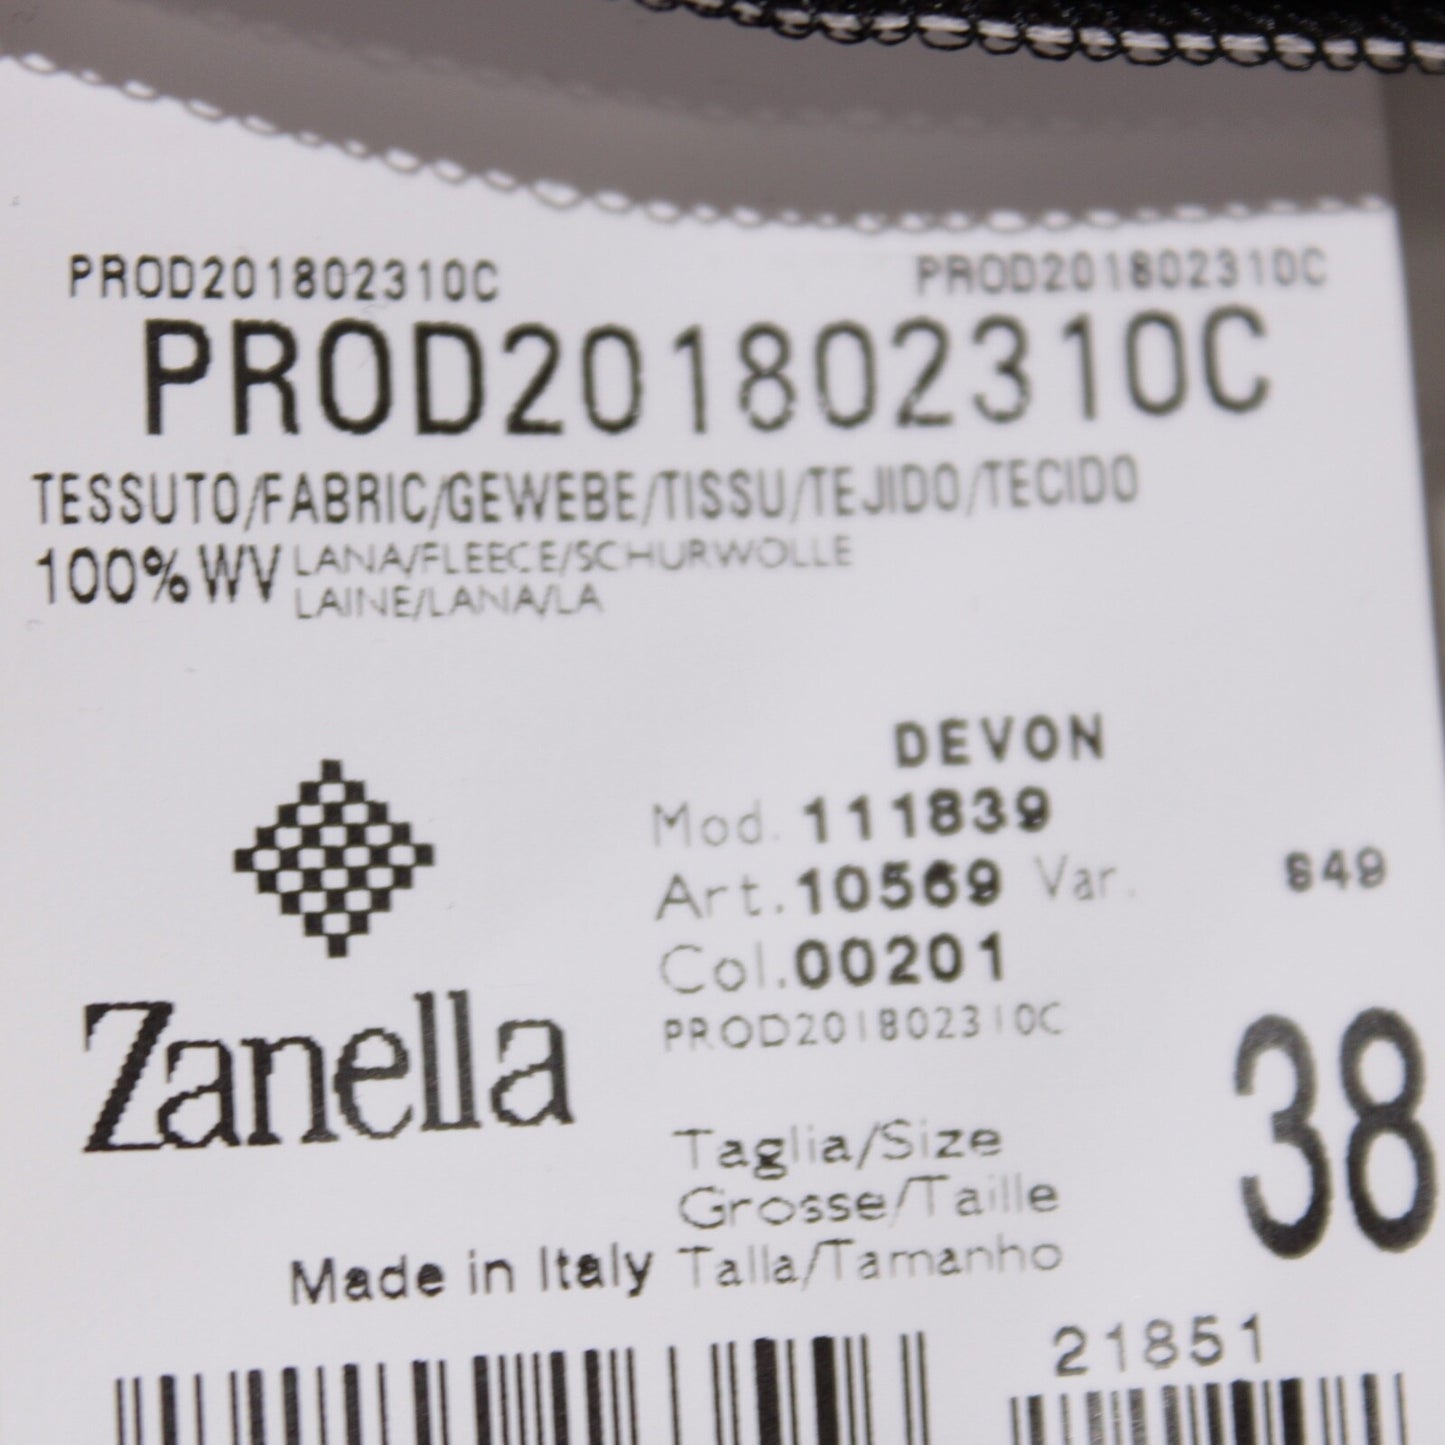 PROD201802310C PROD201802310C
PROD201802310C
TESSUTO/FABRIC/GEWEBE/TISSU/TEJIDO/TECIDO
100% WV LANA/FLEECE/SCHURWOLLE
LAINE/LANA/LA
DEVON
Mod. 111839
Art. 10569 Var. 649
Col. 00201
PROD201802310C
Zanella
38
Taglia/Size
Grosse/Taille
Made in Italy Talla/Tamanho
21851